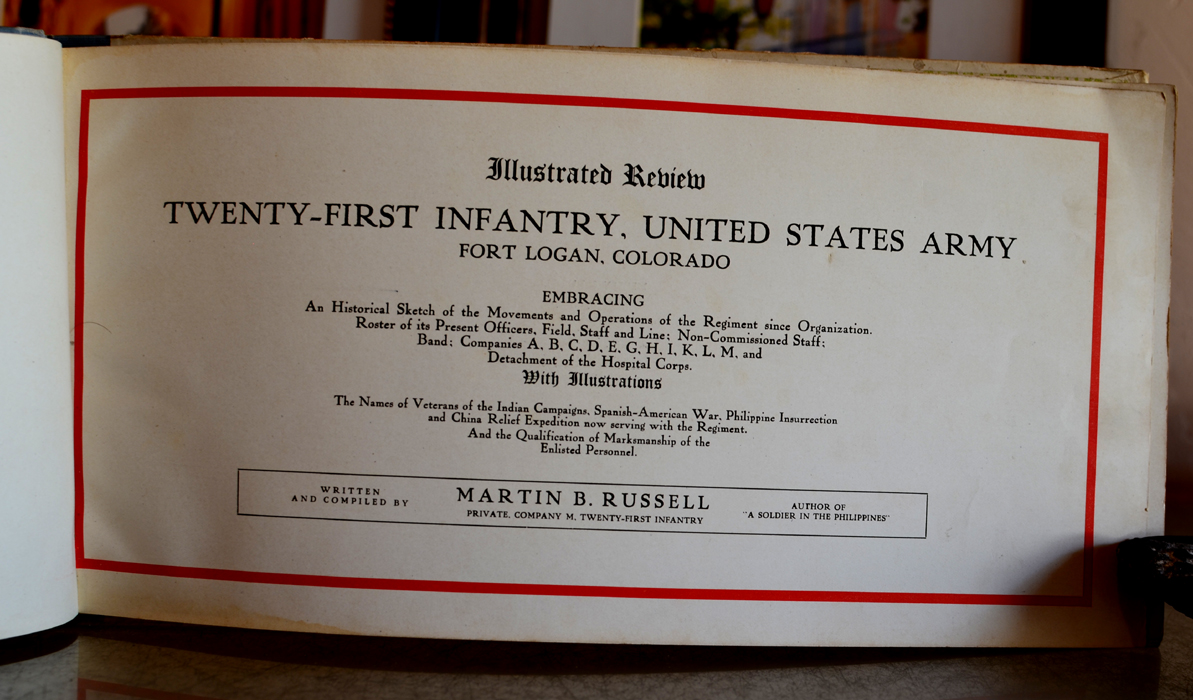 Illustrated Review
TWENTY-FIRST INFANTRY, UNITED STATES ARMY
FORT LOGAN, COLORADO
EMBRACING
An Historical Sketch of the Movements and Operations of the Regiment since Organization.
Roster of its Present Officers, Field, Staff and Line; Non-Commissioned Staff;
Band; Companies A, B, C, D, E, G, H, I, K, L, M, and
Detachment of the Hospital Corps.
With Illustrations
The Names of Veterans of the Indian Campaigns, Spanish-American War, Philippine Insurrection
and China Relief Expedition now serving with the Regiment.
And the Qualification of Marksmanship of the
Enlisted Personnel.
WRITTEN
AND COMPILED BY
MARTIN B. RUSSELL
PRIVATE, COMPANY M, TWENTY-FIRST INFANTRY
AUTHOR OF
"A SOLDIER IN THE PHILIPPINES"